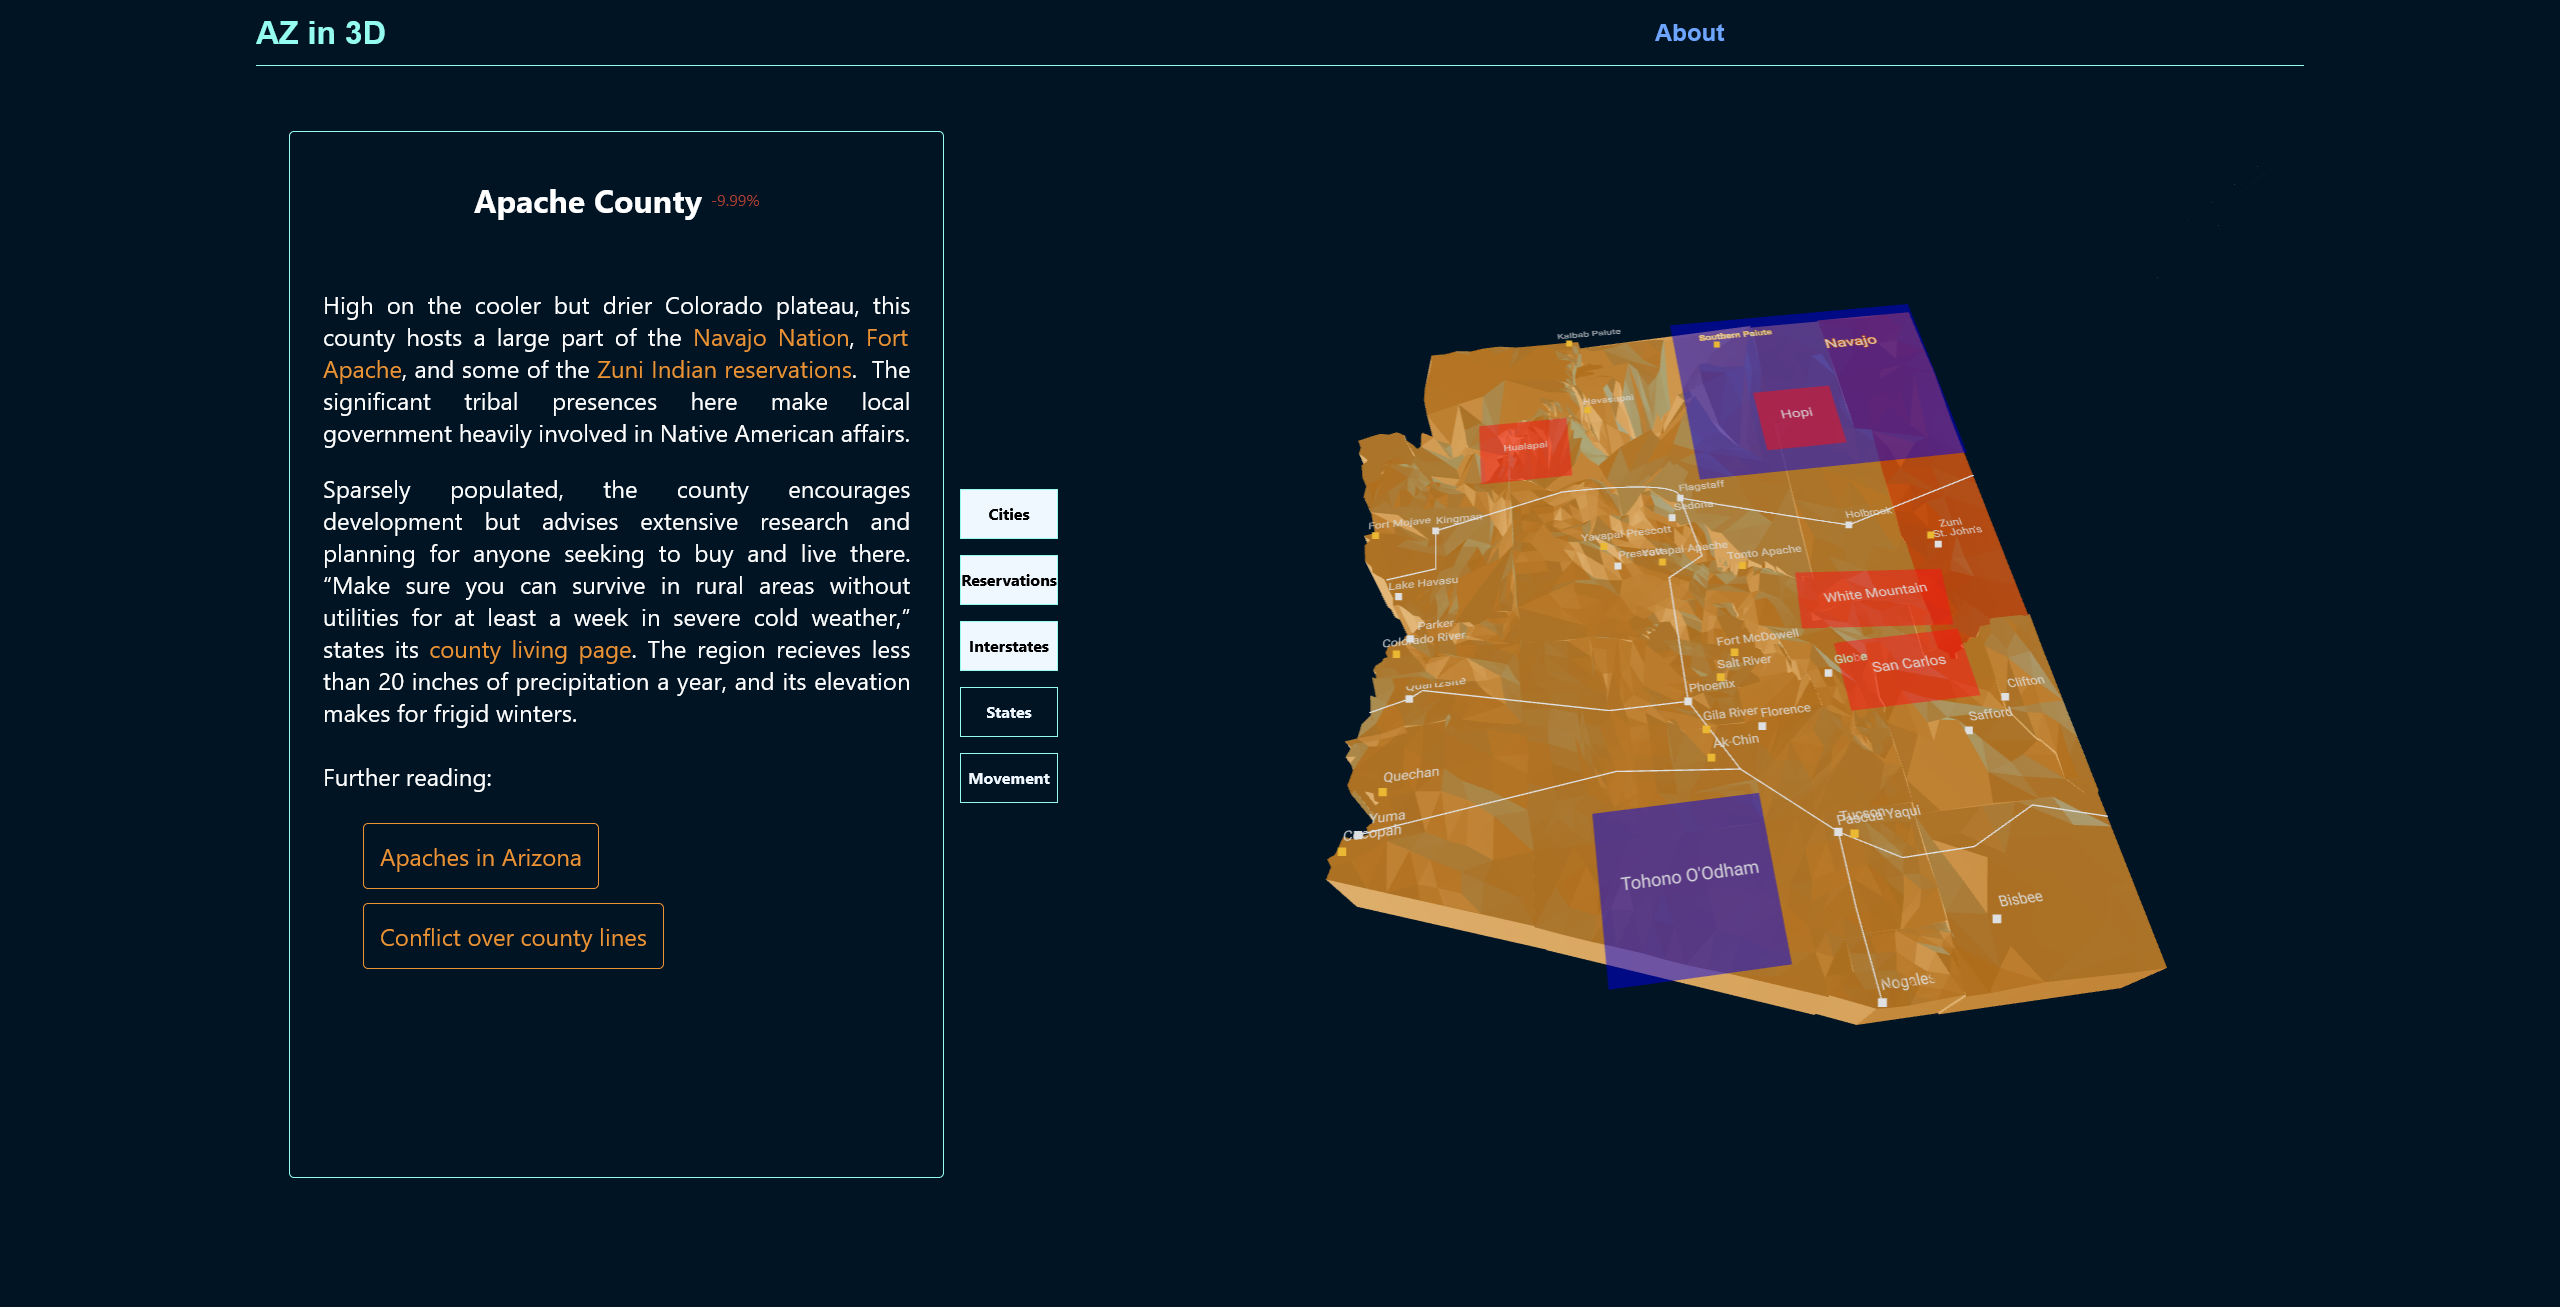 AZ in 3D
About
Apache County -9.99%
High on the cooler but drier Colorado plateau, this
county hosts a large part of the Navajo Nation, Fort
Apache, and some of the Zuni Indian reservations. The
significant tribal presences here make local
government heavily involved in Native American affairs.
Sparsely populated, the county encourages
development but advises extensive research and
planning for anyone seeking to buy and live there.
“Make sure you can survive in rural areas without
utilities for at least a week in severe cold weather,”
states its county living page. The region recieves less
than 20 inches of precipitation a year, and its elevation
makes for frigid winters.
Further reading:
Apaches in Arizona
Conflict over county lines
Cities
Reservations
Interstates
States
Movement
Kaibab Paiute
Southern Paiute
Navajo
Havasupai
Hopi
Hualapai
Flagstaff
Sedona
Holbrook
Fort Mojave
Kingman
Zuni
St. John's
Yavapai Prescott
Prescott
Yavapai Apache
Tonto Apache
Lake Havasu
White Mountain
Parker
Colorado River
Fort McDowell
Salt River
Globe
San Carlos
Quartzsite
Phoenix
Clifton
Gila River
Florence
Safford
Ak-Chin
Quechan
Yuma
Cocopah
Tucson
Pascua Yaqui
Tohono O'Odham
Bisbee
Nogales